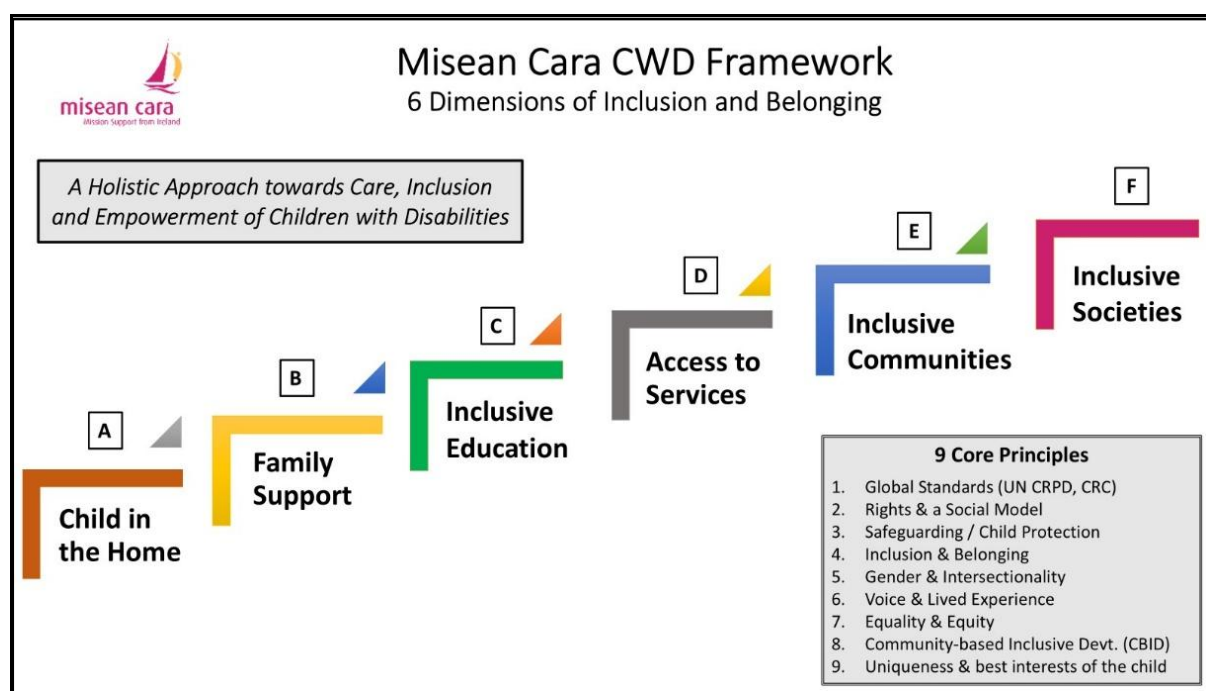 misean cara
Mission Support from Ireland
Misean Cara CWD Framework
6 Dimensions of Inclusion and Belonging
A Holistic Approach towards Care, Inclusion
and Empowerment of Children with Disabilities
A
Child in
the Home
B
Family
Support
C
Inclusive
Education
D
Access to
Services
E
Inclusive
Communities
F
Inclusive
Societies
9 Core Principles
1. Global Standards (UN CRPD, CRC)
2. Rights & a Social Model
3. Safeguarding / Child Protection
4. Inclusion & Belonging
5. Gender & Intersectionality
6. Voice & Lived Experience
7. Equality & Equity
8. Community-based Inclusive Devt. (CBID)
9. Uniqueness & best interests of the child